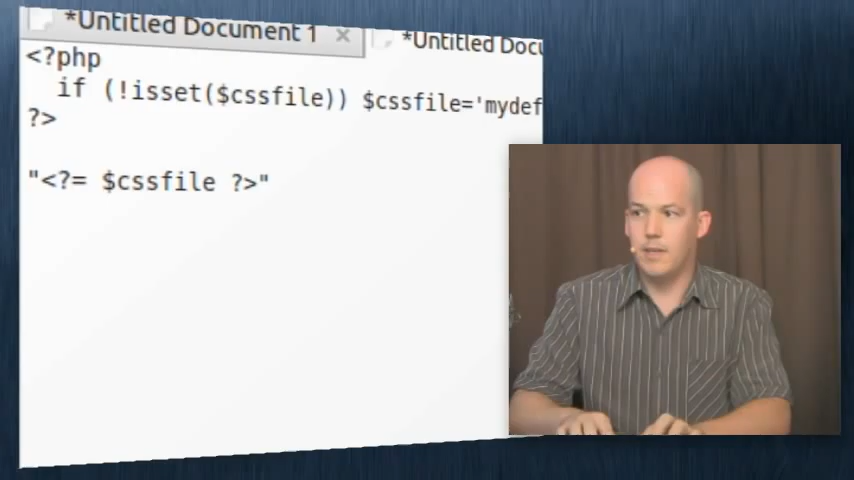 *Untitled Document 1
*Untitled Docu
<?php
if (!isset($cssfile)) $cssfile='mydef
?>
"<?= $cssfile ?>"